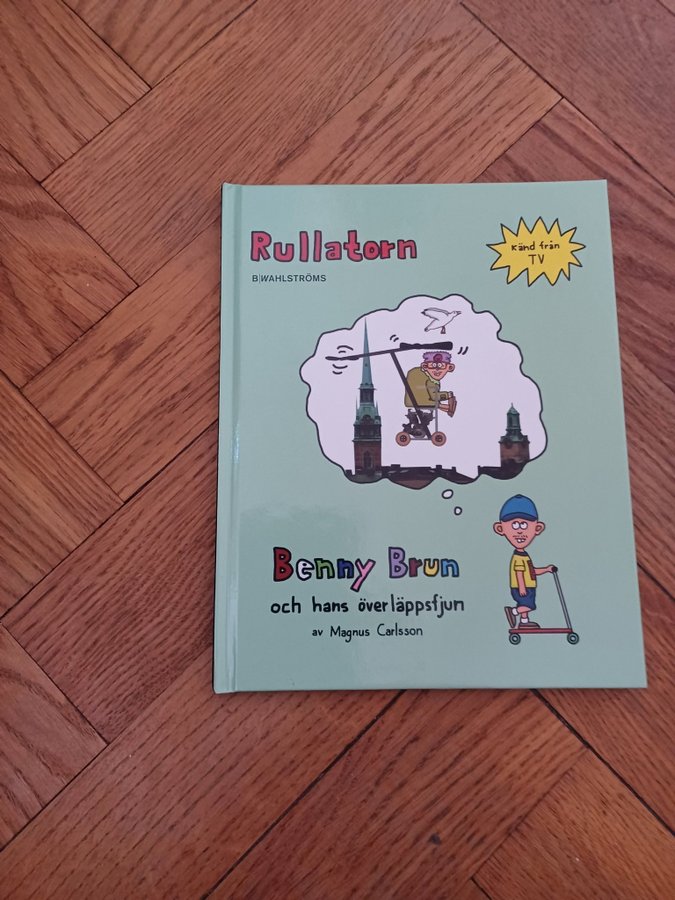 Rullatorn
B|WAHLSTRÖMS
Känd från
TV
Benny Brun
och hans överläppsfjun
av Magnus Carlsson